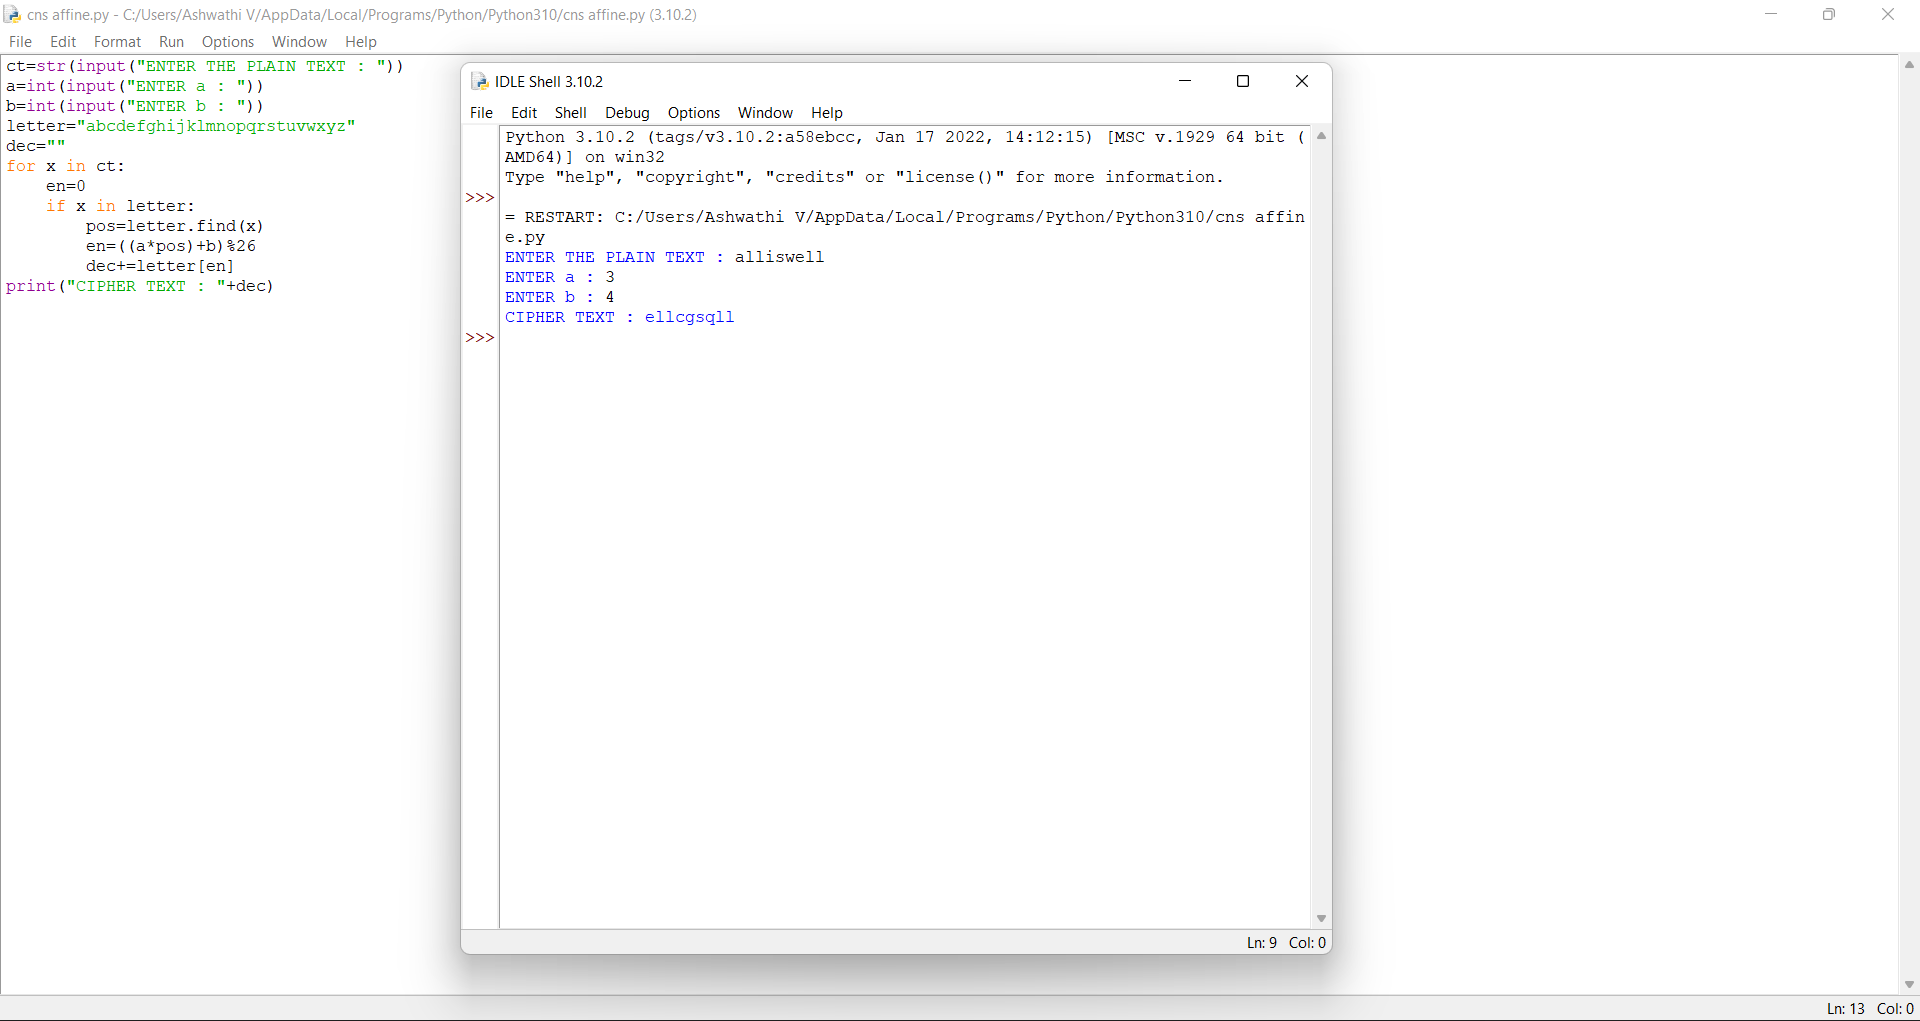 cns affine.py - C:/Users/Ashwathi V/AppData/Local/Programs/Python/Python310/cns affine.py (3.10.2)
File Edit Format Run Options Window Help
ct=str(input("ENTER THE PLAIN TEXT : "))
a=int(input("ENTER a : "))
b=int(input("ENTER b : "))
letter="abcdefghijklmnopqrstuvwxyz"
dec=""
for x in ct:
    en=0
    if x in letter:
        pos=letter.find(x)
        en=((a*pos)+b)%26
        dec+=letter[en]
print("CIPHER TEXT : "+dec)
IDLE Shell 3.10.2
File Edit Shell Debug Options Window Help
Python 3.10.2 (tags/v3.10.2:a58ebcc, Jan 17 2022, 14:12:15) [MSC v.1929 64 bit (
AMD64)] on win32
Type "help", "copyright", "credits" or "license()" for more information.
>>>
= RESTART: C:/Users/Ashwathi V/AppData/Local/Programs/Python/Python310/cns affin
e.py
ENTER THE PLAIN TEXT : alliswell
ENTER a : 3
ENTER b : 4
CIPHER TEXT : ellcgsqll
>>>
Ln: 9 Col: 0
Ln: 13 Col: 0